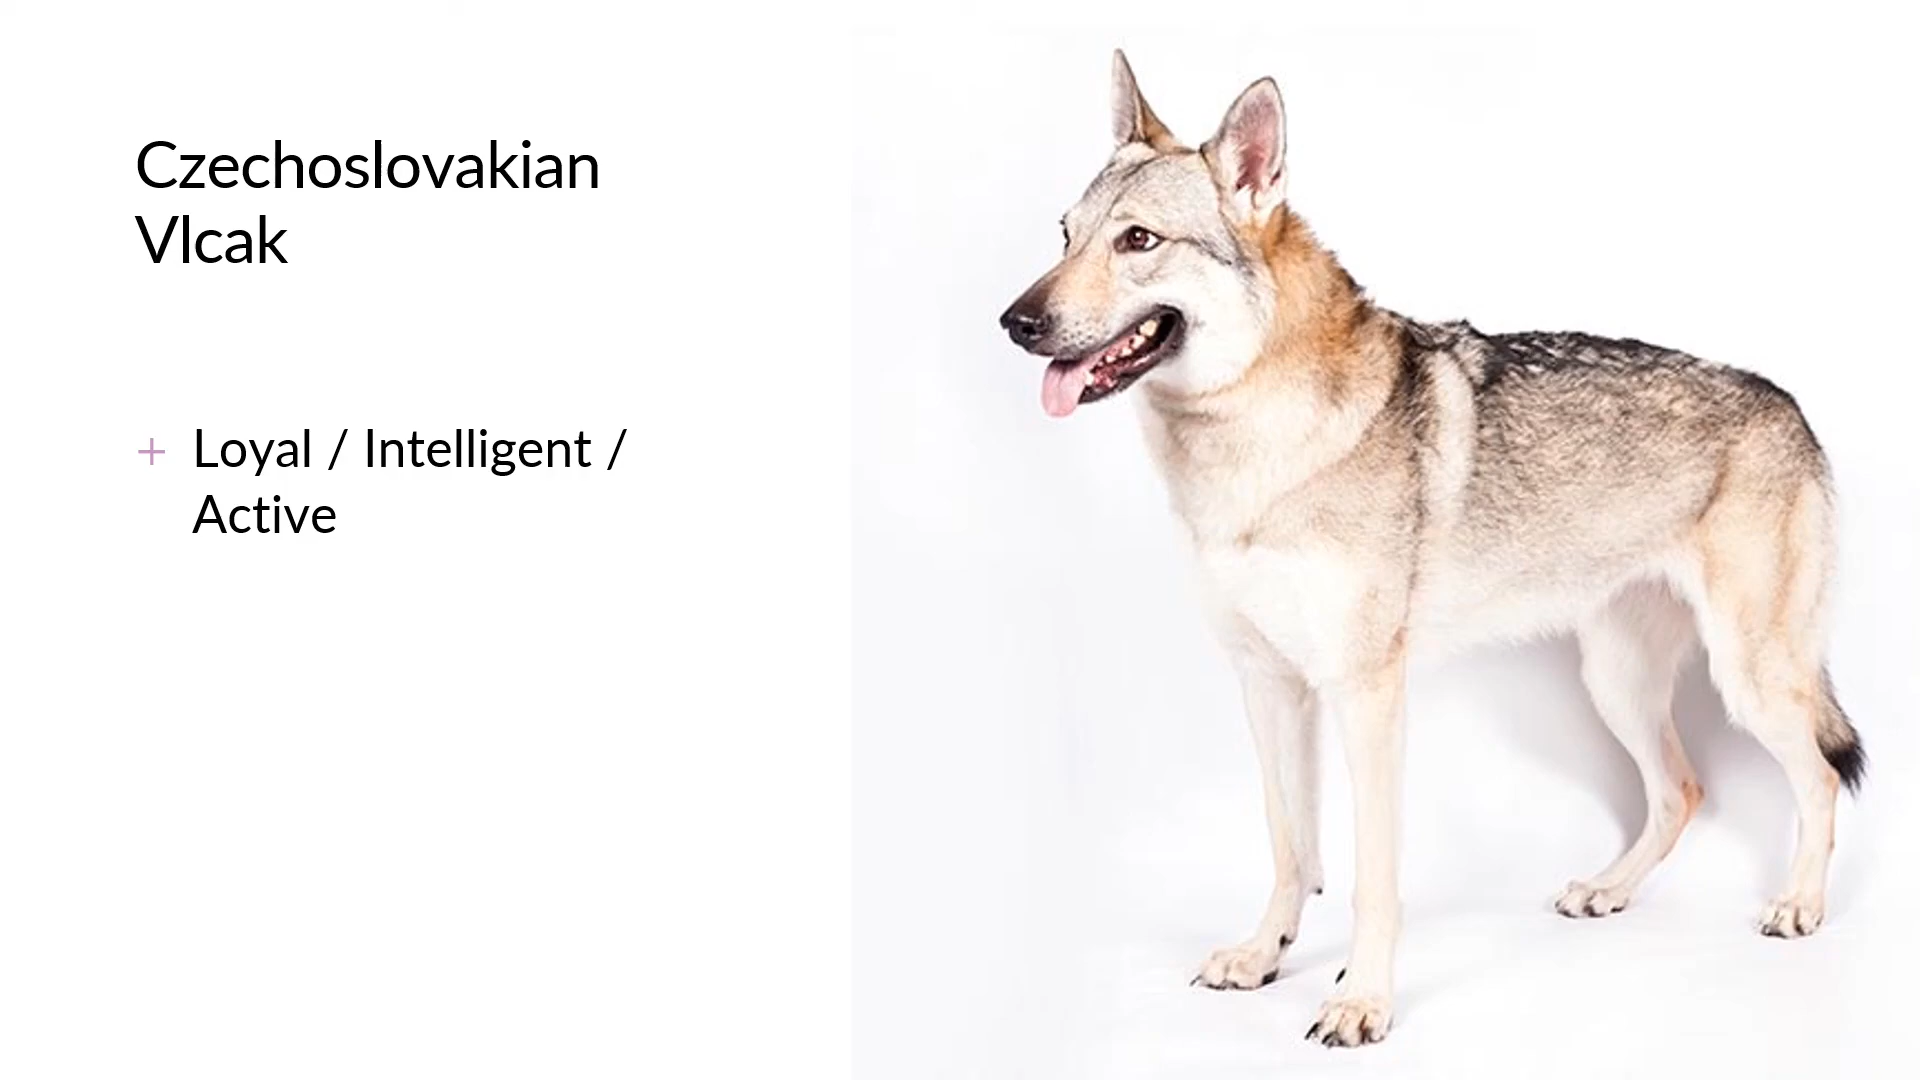 Czechoslovakian
Vlcak
+ Loyal / Intelligent /
Active